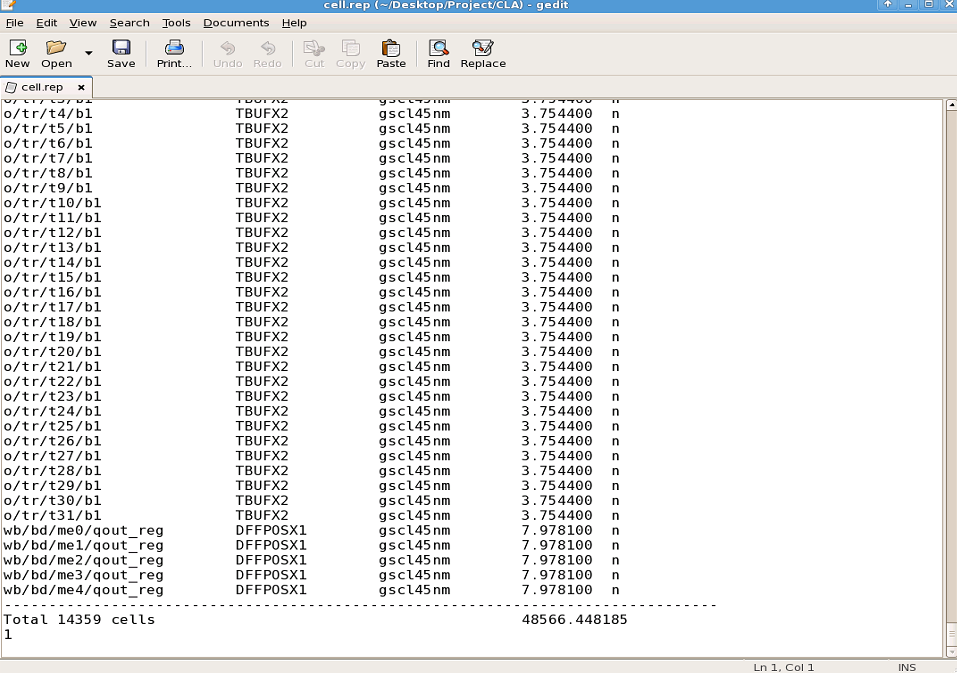 cell.rep (~/Desktop/Project/CLA) - gedit
File Edit View Search Tools Documents Help
New Open Save Print... Undo Redo Cut Copy Paste Find Replace
cell.rep
o/tr/t3/b1 TBUFX2 gscl45nm 3.754400 n
o/tr/t4/b1 TBUFX2 gscl45nm 3.754400 n
o/tr/t5/b1 TBUFX2 gscl45nm 3.754400 n
o/tr/t6/b1 TBUFX2 gscl45nm 3.754400 n
o/tr/t7/b1 TBUFX2 gscl45nm 3.754400 n
o/tr/t8/b1 TBUFX2 gscl45nm 3.754400 n
o/tr/t9/b1 TBUFX2 gscl45nm 3.754400 n
o/tr/t10/b1 TBUFX2 gscl45nm 3.754400 n
o/tr/t11/b1 TBUFX2 gscl45nm 3.754400 n
o/tr/t12/b1 TBUFX2 gscl45nm 3.754400 n
o/tr/t13/b1 TBUFX2 gscl45nm 3.754400 n
o/tr/t14/b1 TBUFX2 gscl45nm 3.754400 n
o/tr/t15/b1 TBUFX2 gscl45nm 3.754400 n
o/tr/t16/b1 TBUFX2 gscl45nm 3.754400 n
o/tr/t17/b1 TBUFX2 gscl45nm 3.754400 n
o/tr/t18/b1 TBUFX2 gscl45nm 3.754400 n
o/tr/t19/b1 TBUFX2 gscl45nm 3.754400 n
o/tr/t20/b1 TBUFX2 gscl45nm 3.754400 n
o/tr/t21/b1 TBUFX2 gscl45nm 3.754400 n
o/tr/t22/b1 TBUFX2 gscl45nm 3.754400 n
o/tr/t23/b1 TBUFX2 gscl45nm 3.754400 n
o/tr/t24/b1 TBUFX2 gscl45nm 3.754400 n
o/tr/t25/b1 TBUFX2 gscl45nm 3.754400 n
o/tr/t26/b1 TBUFX2 gscl45nm 3.754400 n
o/tr/t27/b1 TBUFX2 gscl45nm 3.754400 n
o/tr/t28/b1 TBUFX2 gscl45nm 3.754400 n
o/tr/t29/b1 TBUFX2 gscl45nm 3.754400 n
o/tr/t30/b1 TBUFX2 gscl45nm 3.754400 n
o/tr/t31/b1 TBUFX2 gscl45nm 3.754400 n
wb/bd/me0/qout_reg DFFPOSX1 gscl45nm 7.978100 n
wb/bd/me1/qout_reg DFFPOSX1 gscl45nm 7.978100 n
wb/bd/me2/qout_reg DFFPOSX1 gscl45nm 7.978100 n
wb/bd/me3/qout_reg DFFPOSX1 gscl45nm 7.978100 n
wb/bd/me4/qout_reg DFFPOSX1 gscl45nm 7.978100 n
--------------------------------------------------------------------------------
Total 14359 cells 48566.448185
1
Ln 1, Col 1 INS